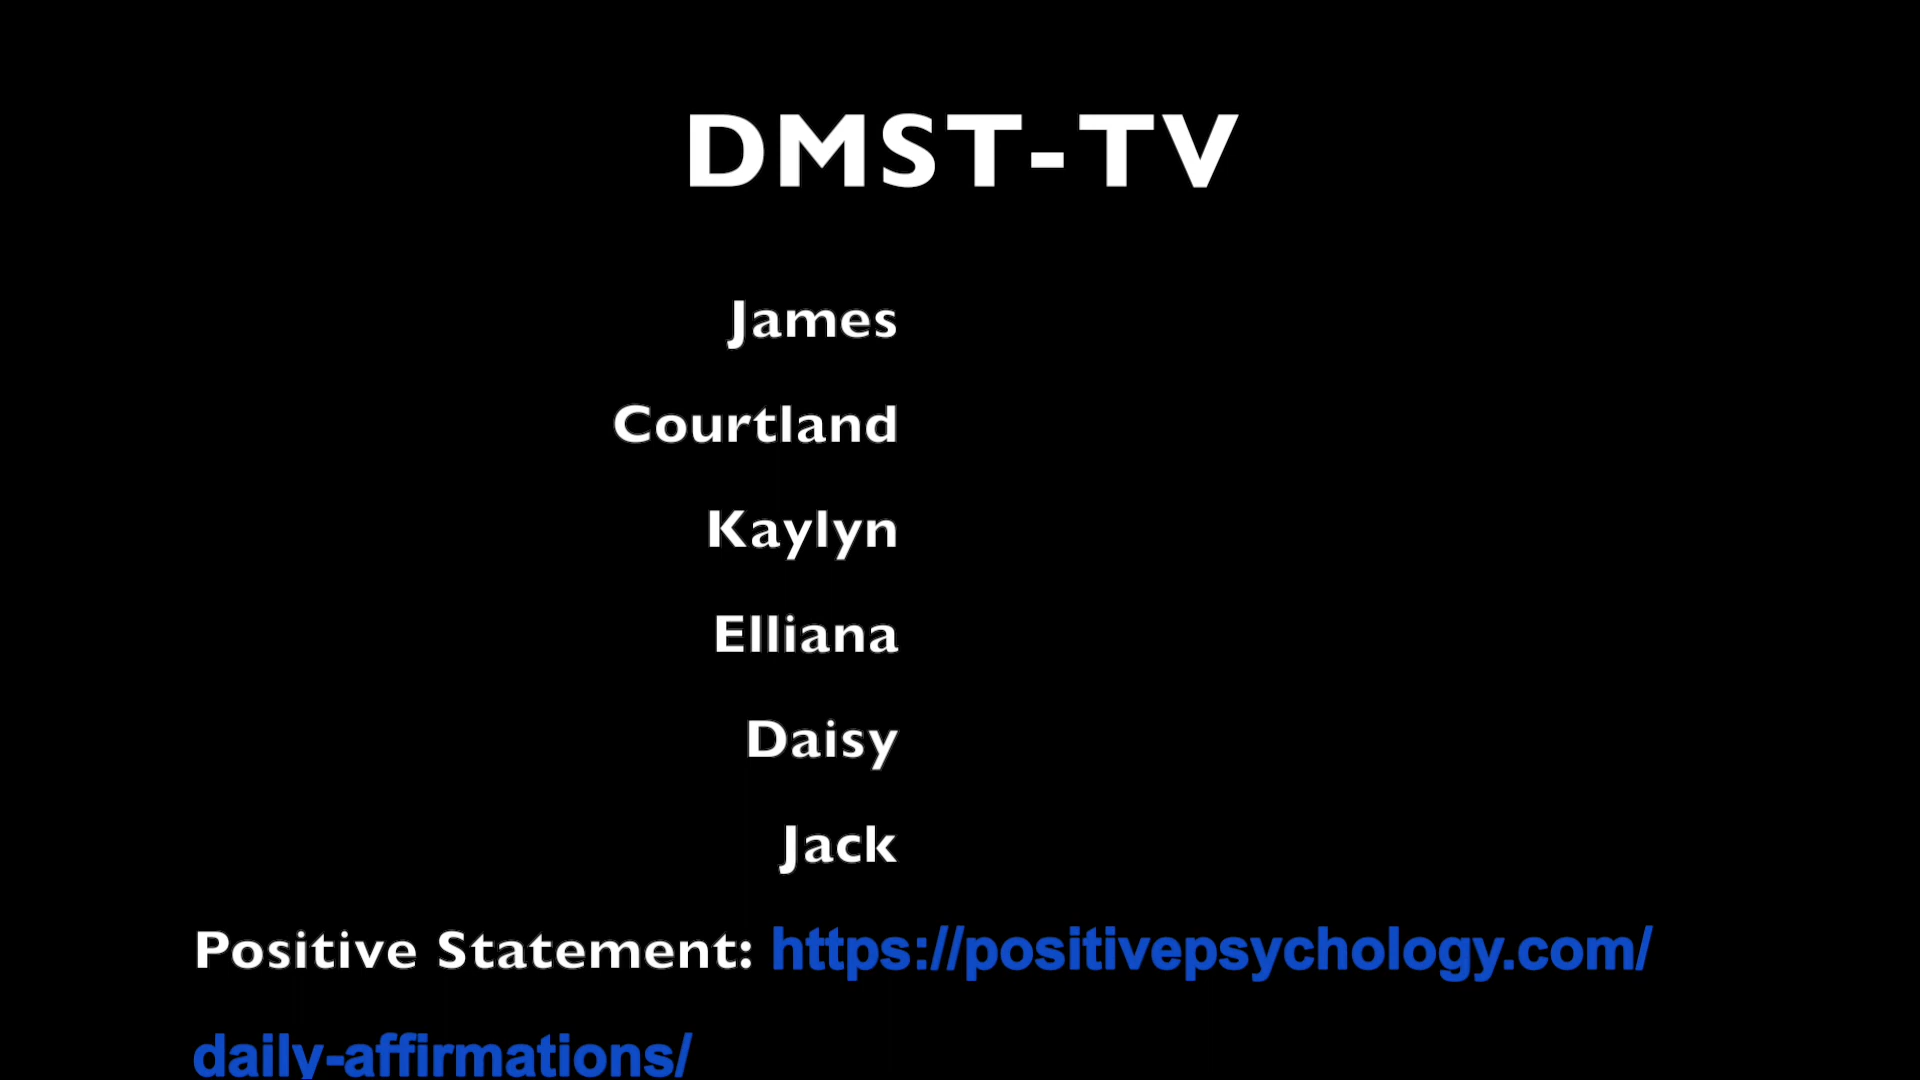 DMST-TV
James
Courtland
Kaylyn
Elliana
Daisy
Jack
Positive Statement: https://positivepsychology.com/
daily-affirmations/